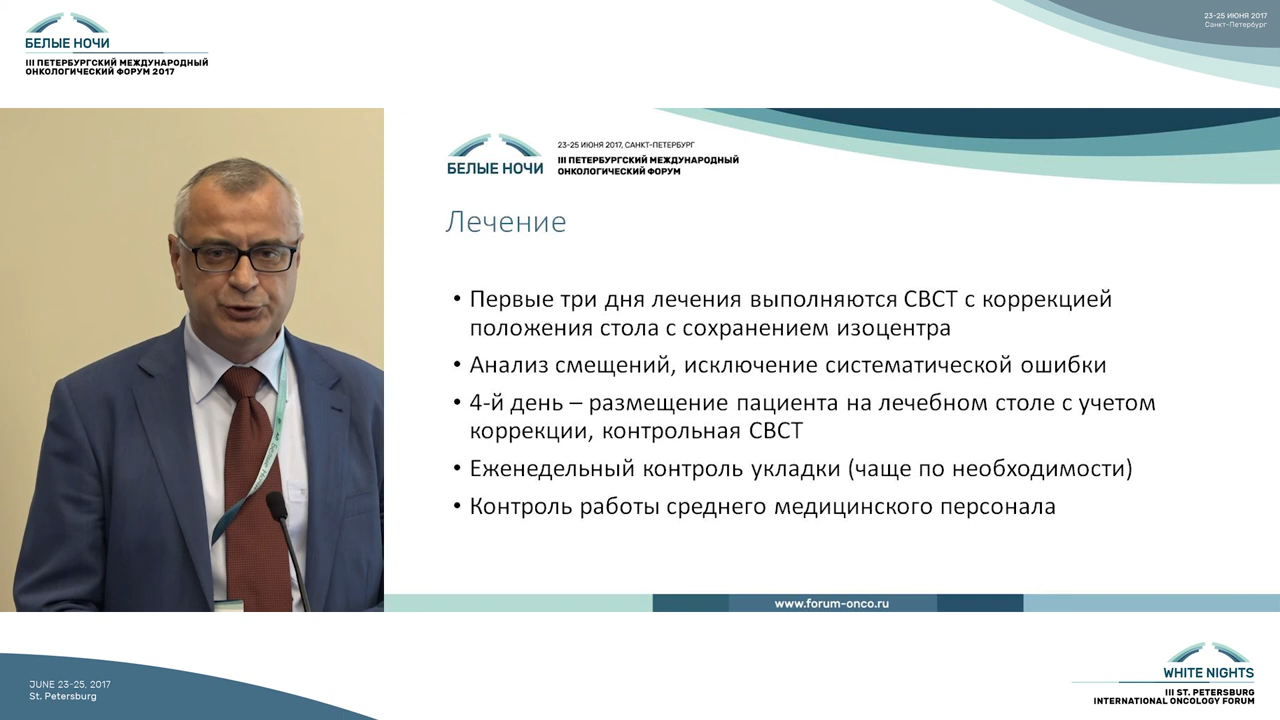 БЕЛЫЕ НОЧИ
III ПЕТЕРБУРГСКИЙ МЕЖДУНАРОДНЫЙ
ОНКОЛОГИЧЕСКИЙ ФОРУМ 2017
23-25 ИЮНЯ 2017
Санкт-Петербург
23-25 ИЮНЯ 2017, САНКТ-ПЕТЕРБУРГ
БЕЛЫЕ НОЧИ
III ПЕТЕРБУРГСКИЙ МЕЖДУНАРОДНЫЙ
ОНКОЛОГИЧЕСКИЙ ФОРУМ
Лечение
• Первые три дня лечения выполняются СВСТ с коррекцией
положения стола с сохранением изоцентра
• Анализ смещений, исключение систематической ошибки
• 4-й день – размещение пациента на лечебном столе с учетом
коррекции, контрольная СВСТ
• Еженедельный контроль укладки (чаще по необходимости)
• Контроль работы среднего медицинского персонала
www.forum-onco.ru
JUNE 23-25, 2017
St. Petersburg
WHITE NIGHTS
III ST. PETERSBURG
INTERNATIONAL ONCOLOGY FORUM